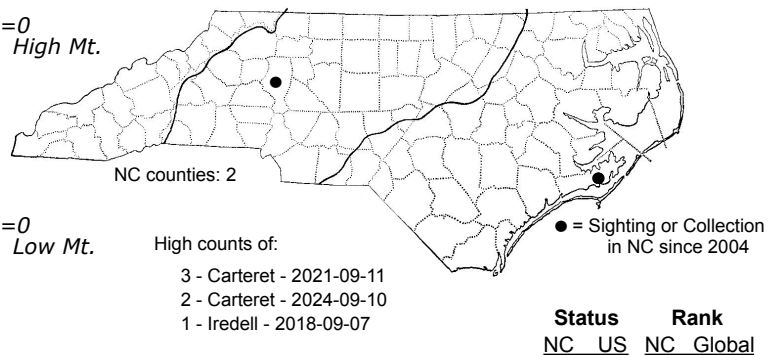 =0
High Mt.
NC counties: 2
=0
Low Mt.
High counts of:
3 - Carteret - 2021-09-11
2 - Carteret - 2024-09-10
1 - Iredell - 2018-09-07
● = Sighting or Collection
in NC since 2004
Status Rank
NC US NC Global